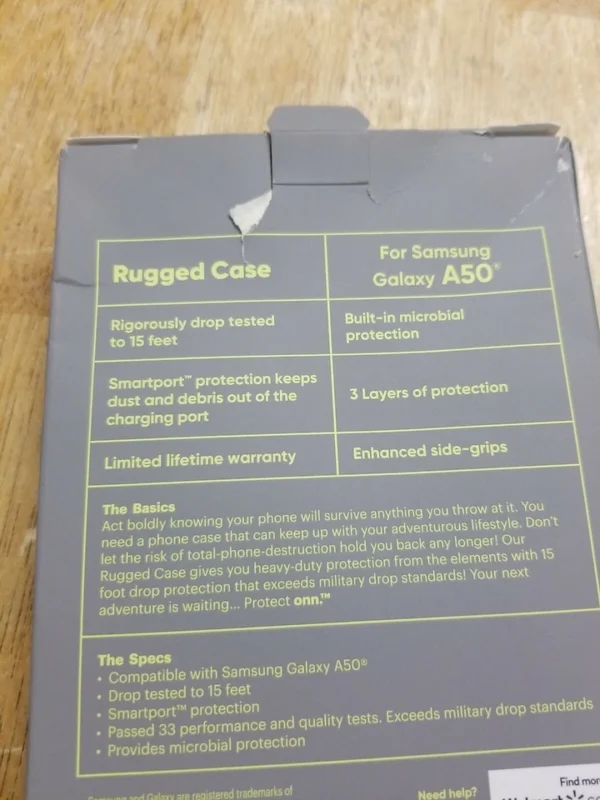 Rugged Case
For Samsung
Galaxy A50®
Rigorously drop tested
to 15 feet
Built-in microbial
protection
Smartport™ protection keeps
dust and debris out of the
charging port
3 Layers of protection
Limited lifetime warranty
Enhanced side-grips
The Basics
Act boldly knowing your phone will survive anything you throw at it. You
need a phone case that can keep up with your adventurous lifestyle. Don't
let the risk of total-phone-destruction hold you back any longer! Our
Rugged Case gives you heavy-duty protection from the elements with 15
foot drop protection that exceeds military drop standards! Your next
adventure is waiting... Protect onn.™
The Specs
• Compatible with Samsung Galaxy A50®
• Drop tested to 15 feet
• Smartport™ protection
• Passed 33 performance and quality tests. Exceeds military drop standards
• Provides microbial protection
Samsung and Galaxy are registered trademarks of
Need help?
Find mor